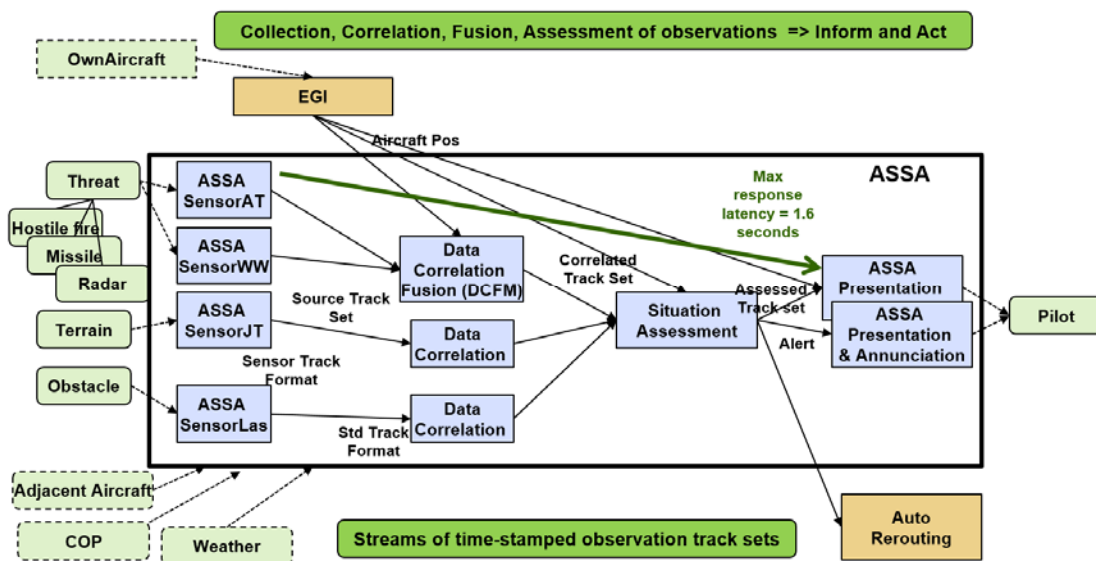 Collection, Correlation, Fusion, Assessment of observations => Inform and Act
OwnAircraft
EGI
Aircraft Pos
ASSA
Threat
Hostile fire
Missile
Radar
ASSA
SensorAT
Max
response
latency = 1.6
seconds
ASSA
SensorWW
Data
Correlation
Fusion (DCFM)
Correlated
Track Set
ASSA
Presentation
Assessed
Track set
Source Track
Set
Situation
Assessment
Terrain
ASSA
SensorJT
Data
Correlation
Alert
ASSA
Presentation
& Annunciation
Pilot
Sensor Track
Format
Obstacle
ASSA
SensorLas
Data
Correlation
Std Track
Format
Adjacent Aircraft
COP
Weather
Streams of time-stamped observation track sets
Auto
Rerouting